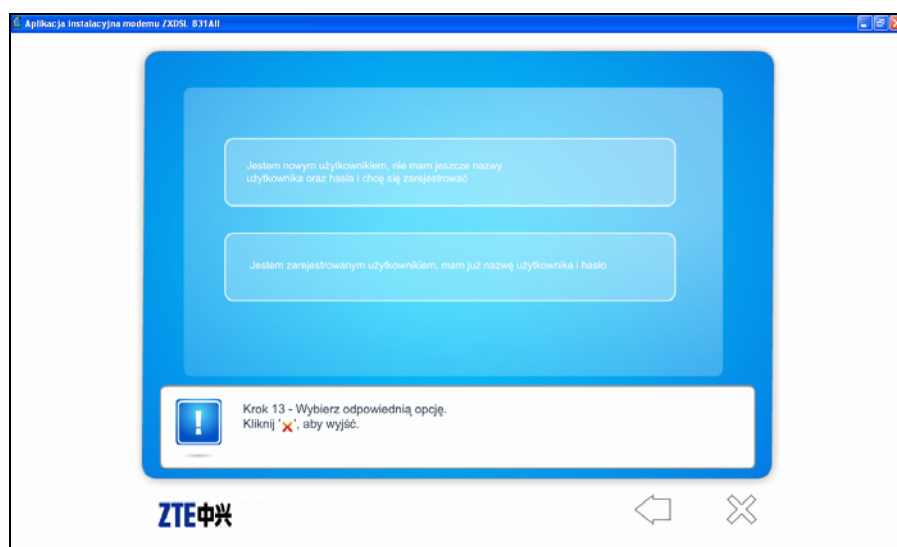 Aplikacja instalacyjna modemu ZXDSL 831AII
Jestem nowym użytkownikiem, nie mam jeszcze nazwy
użytkownika oraz hasła i chcę się zarejestrować
Jestem zarejestrowanym użytkownikiem, mam już nazwę użytkownika i hasło
Krok 13 - Wybierz odpowiednią opcję.
Kliknij '×', aby wyjść.
ZTE中兴